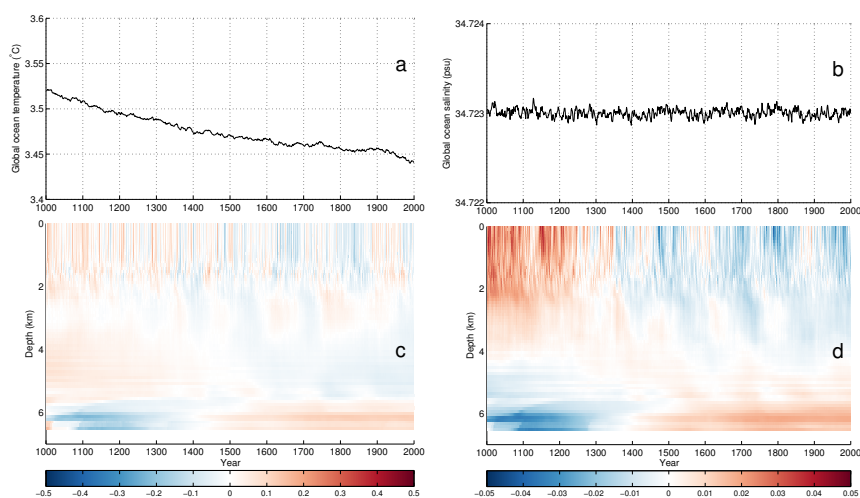 3.6
3.55
3.5
3.45
3.4
Global ocean temperature (°C)
a
1000 1100 1200 1300 1400 1500 1600 1700 1800 1900 2000
34.724
34.723
34.722
Global ocean salinity (psu)
b
1000 1100 1200 1300 1400 1500 1600 1700 1800 1900 2000
0
2
4
6
Depth (km)
c
1000 1100 1200 1300 1400 1500 1600 1700 1800 1900 2000
Year
−0.5 −0.4 −0.3 −0.2 −0.1 0 0.1 0.2 0.3 0.4 0.5
0
2
4
6
Depth (km)
d
1000 1100 1200 1300 1400 1500 1600 1700 1800 1900 2000
Year
−0.05 −0.04 −0.03 −0.02 −0.01 0 0.01 0.02 0.03 0.04 0.05